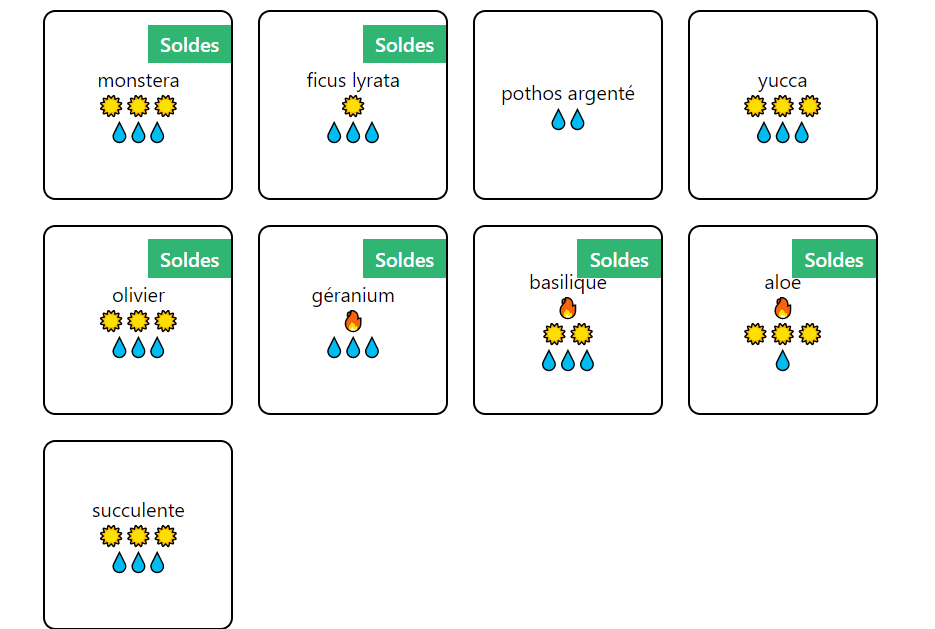 Soldes
monstera
Soldes
ficus lyrata
pothos argenté
yucca
Soldes
olivier
Soldes
géranium
Soldes
basilique
Soldes
aloe
succulente